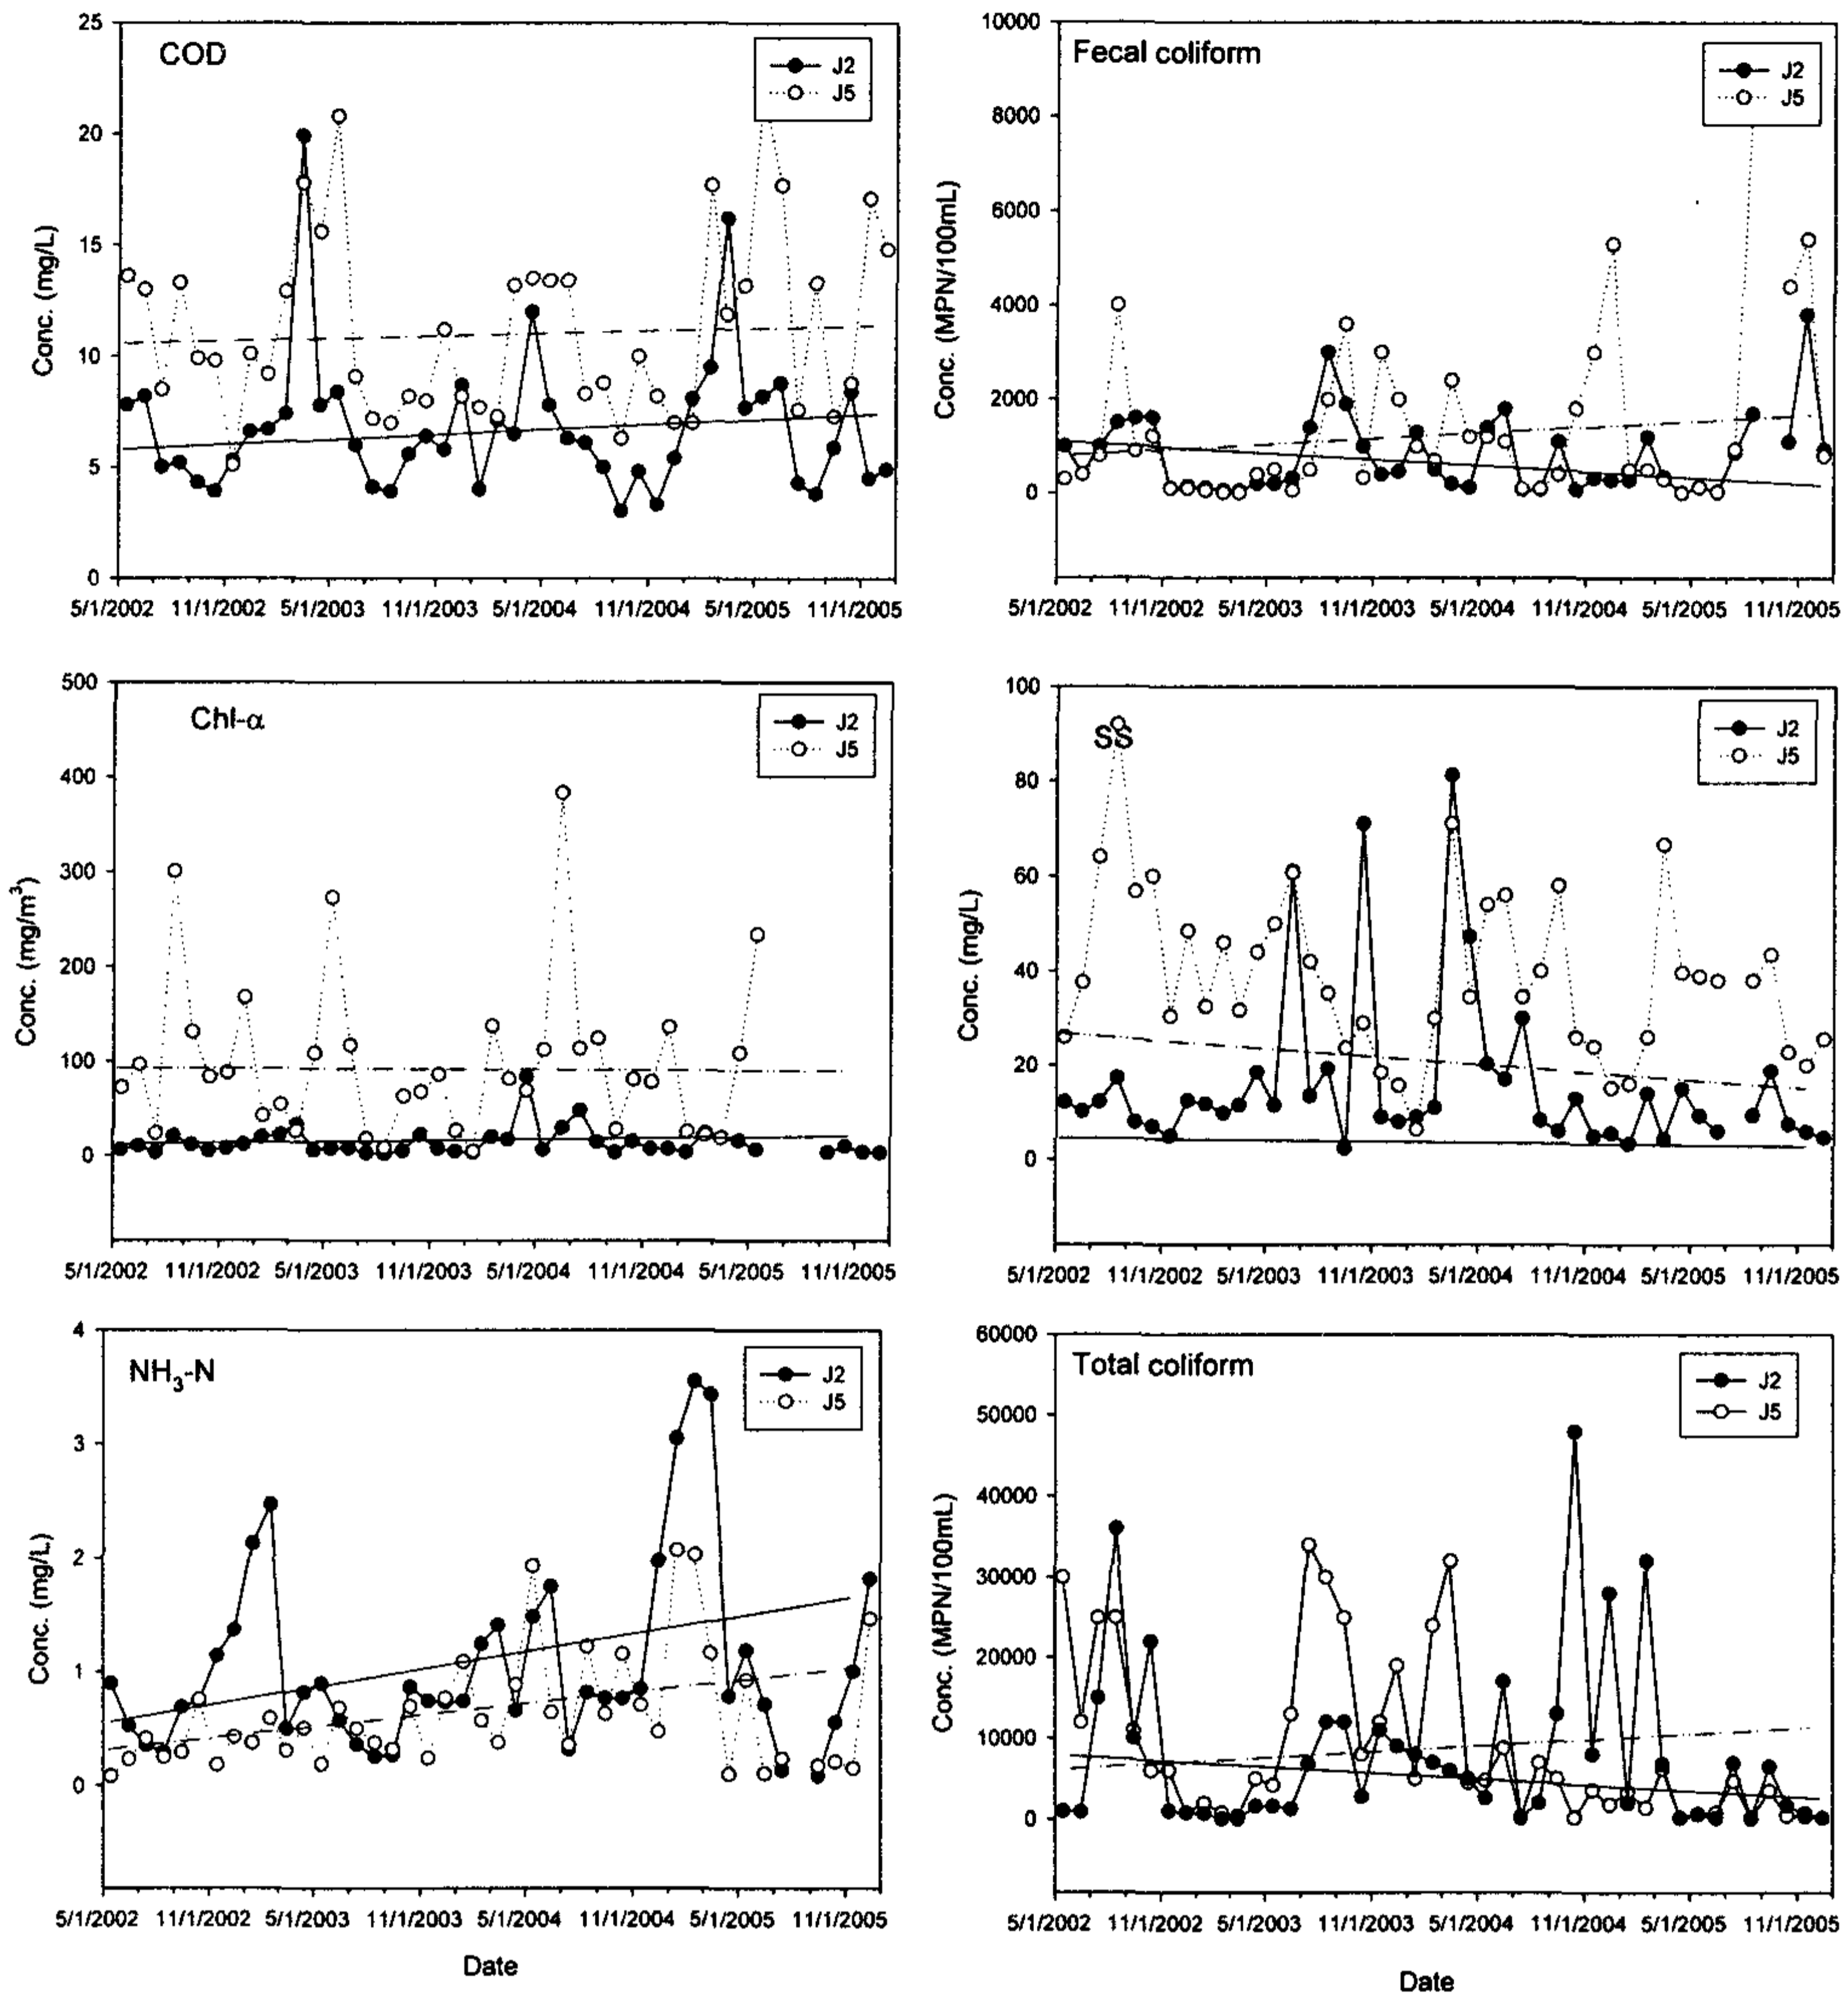 COD
J2
J5
25
20
15
10
5
0
Conc. (mg/L)
5/1/2002 11/1/2002 5/1/2003 11/1/2003 5/1/2004 11/1/2004 5/1/2005 11/1/2005
Fecal coliform
J2
J5
10000
8000
6000
4000
2000
0
Conc. (MPN/100mL)
5/1/2002 11/1/2002 5/1/2003 11/1/2003 5/1/2004 11/1/2004 5/1/2005 11/1/2005
Chl-α
J2
J5
500
400
300
200
100
0
Conc. (mg/m³)
5/1/2002 11/1/2002 5/1/2003 11/1/2003 5/1/2004 11/1/2004 5/1/2005 11/1/2005
SS
J2
J5
100
80
60
40
20
0
Conc. (mg/L)
5/1/2002 11/1/2002 5/1/2003 11/1/2003 5/1/2004 11/1/2004 5/1/2005 11/1/2005
NH₃-N
J2
J5
4
3
2
1
0
Conc. (mg/L)
5/1/2002 11/1/2002 5/1/2003 11/1/2003 5/1/2004 11/1/2004 5/1/2005 11/1/2005
Date
Total coliform
J2
J5
60000
50000
40000
30000
20000
10000
0
Conc. (MPN/100mL)
5/1/2002 11/1/2002 5/1/2003 11/1/2003 5/1/2004 11/1/2004 5/1/2005 11/1/2005
Date